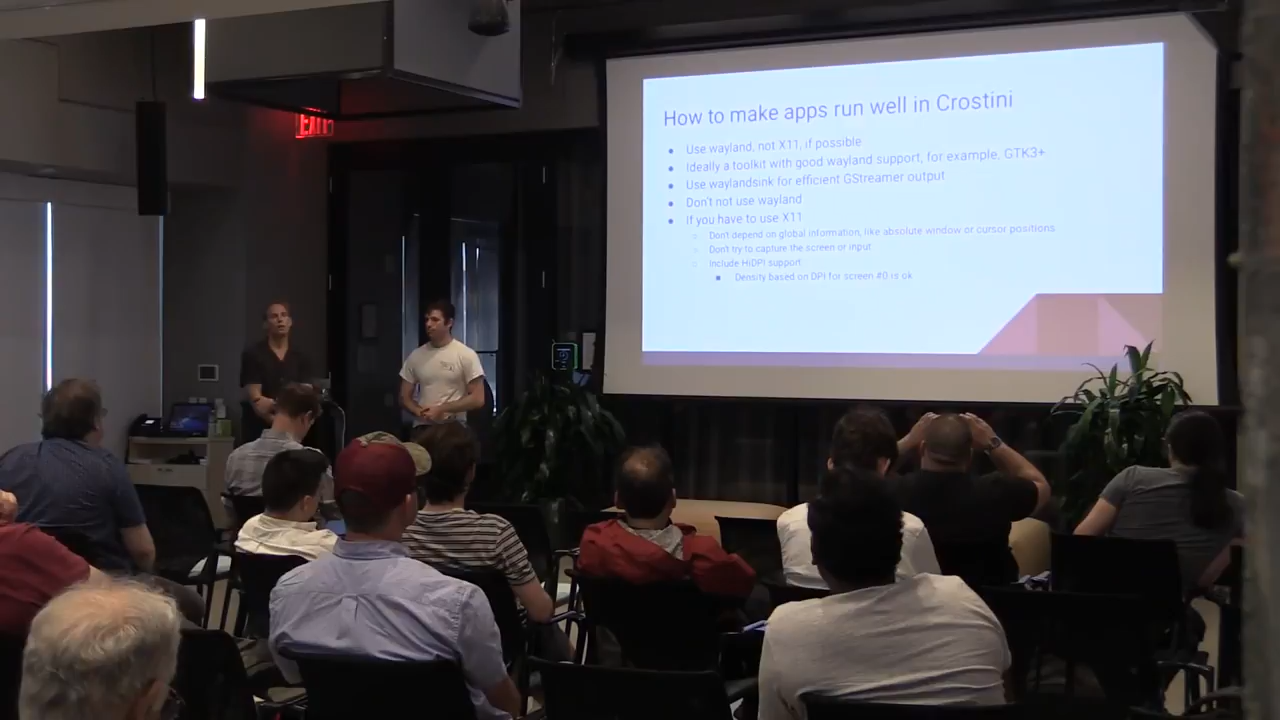 EXIT
How to make apps run well in Crostini
Use wayland, not X11, if possible
Ideally a toolkit with good wayland support, for example, GTK3+
Use waylandsink for efficient GStreamer output
Don't not use wayland
If you have to use X11
Don't depend on global information, like absolute window or cursor positions
Don't try to capture the screen or input
Include HiDPI support
Density based on DPI for screen #0 is ok